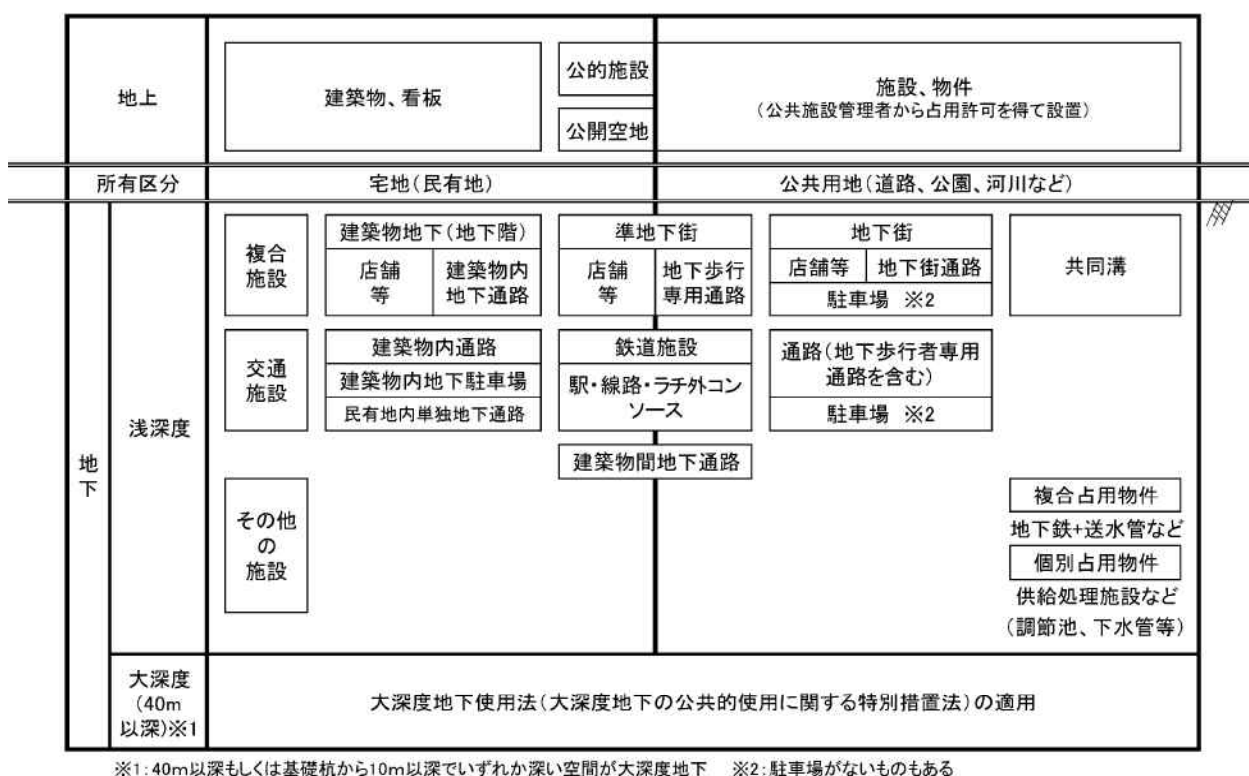 地上
建築物、看板
公的施設
公開空地
施設、物件
(公共施設管理者から占用許可を得て設置)
所有区分
宅地(民有地)
公共用地(道路、公園、河川など)
地下
浅深度
複合
施設
建築物地下(地下階)
店舗
等
建築物内
地下通路
準地下街
店舗
等
地下歩行
専用通路
地下街
店舗等
地下街通路
駐車場 ※2
共同溝
交通
施設
建築物内通路
建築物内地下駐車場
民有地内単独地下通路
鉄道施設
駅・線路・ラチ外コン
ソース
通路(地下歩行者専用
通路を含む)
駐車場 ※2
建築物間地下通路
その他
の
施設
複合占用物件
地下鉄+送水管など
個別占用物件
供給処理施設など
(調節池、下水管等)
大深度
(40m
以深)※1
大深度地下使用法(大深度地下の公共的使用に関する特別措置法)の適用
※1:40m以深もしくは基礎杭から10m以深でいずれか深い空間が大深度地下 ※2:駐車場がないものもある